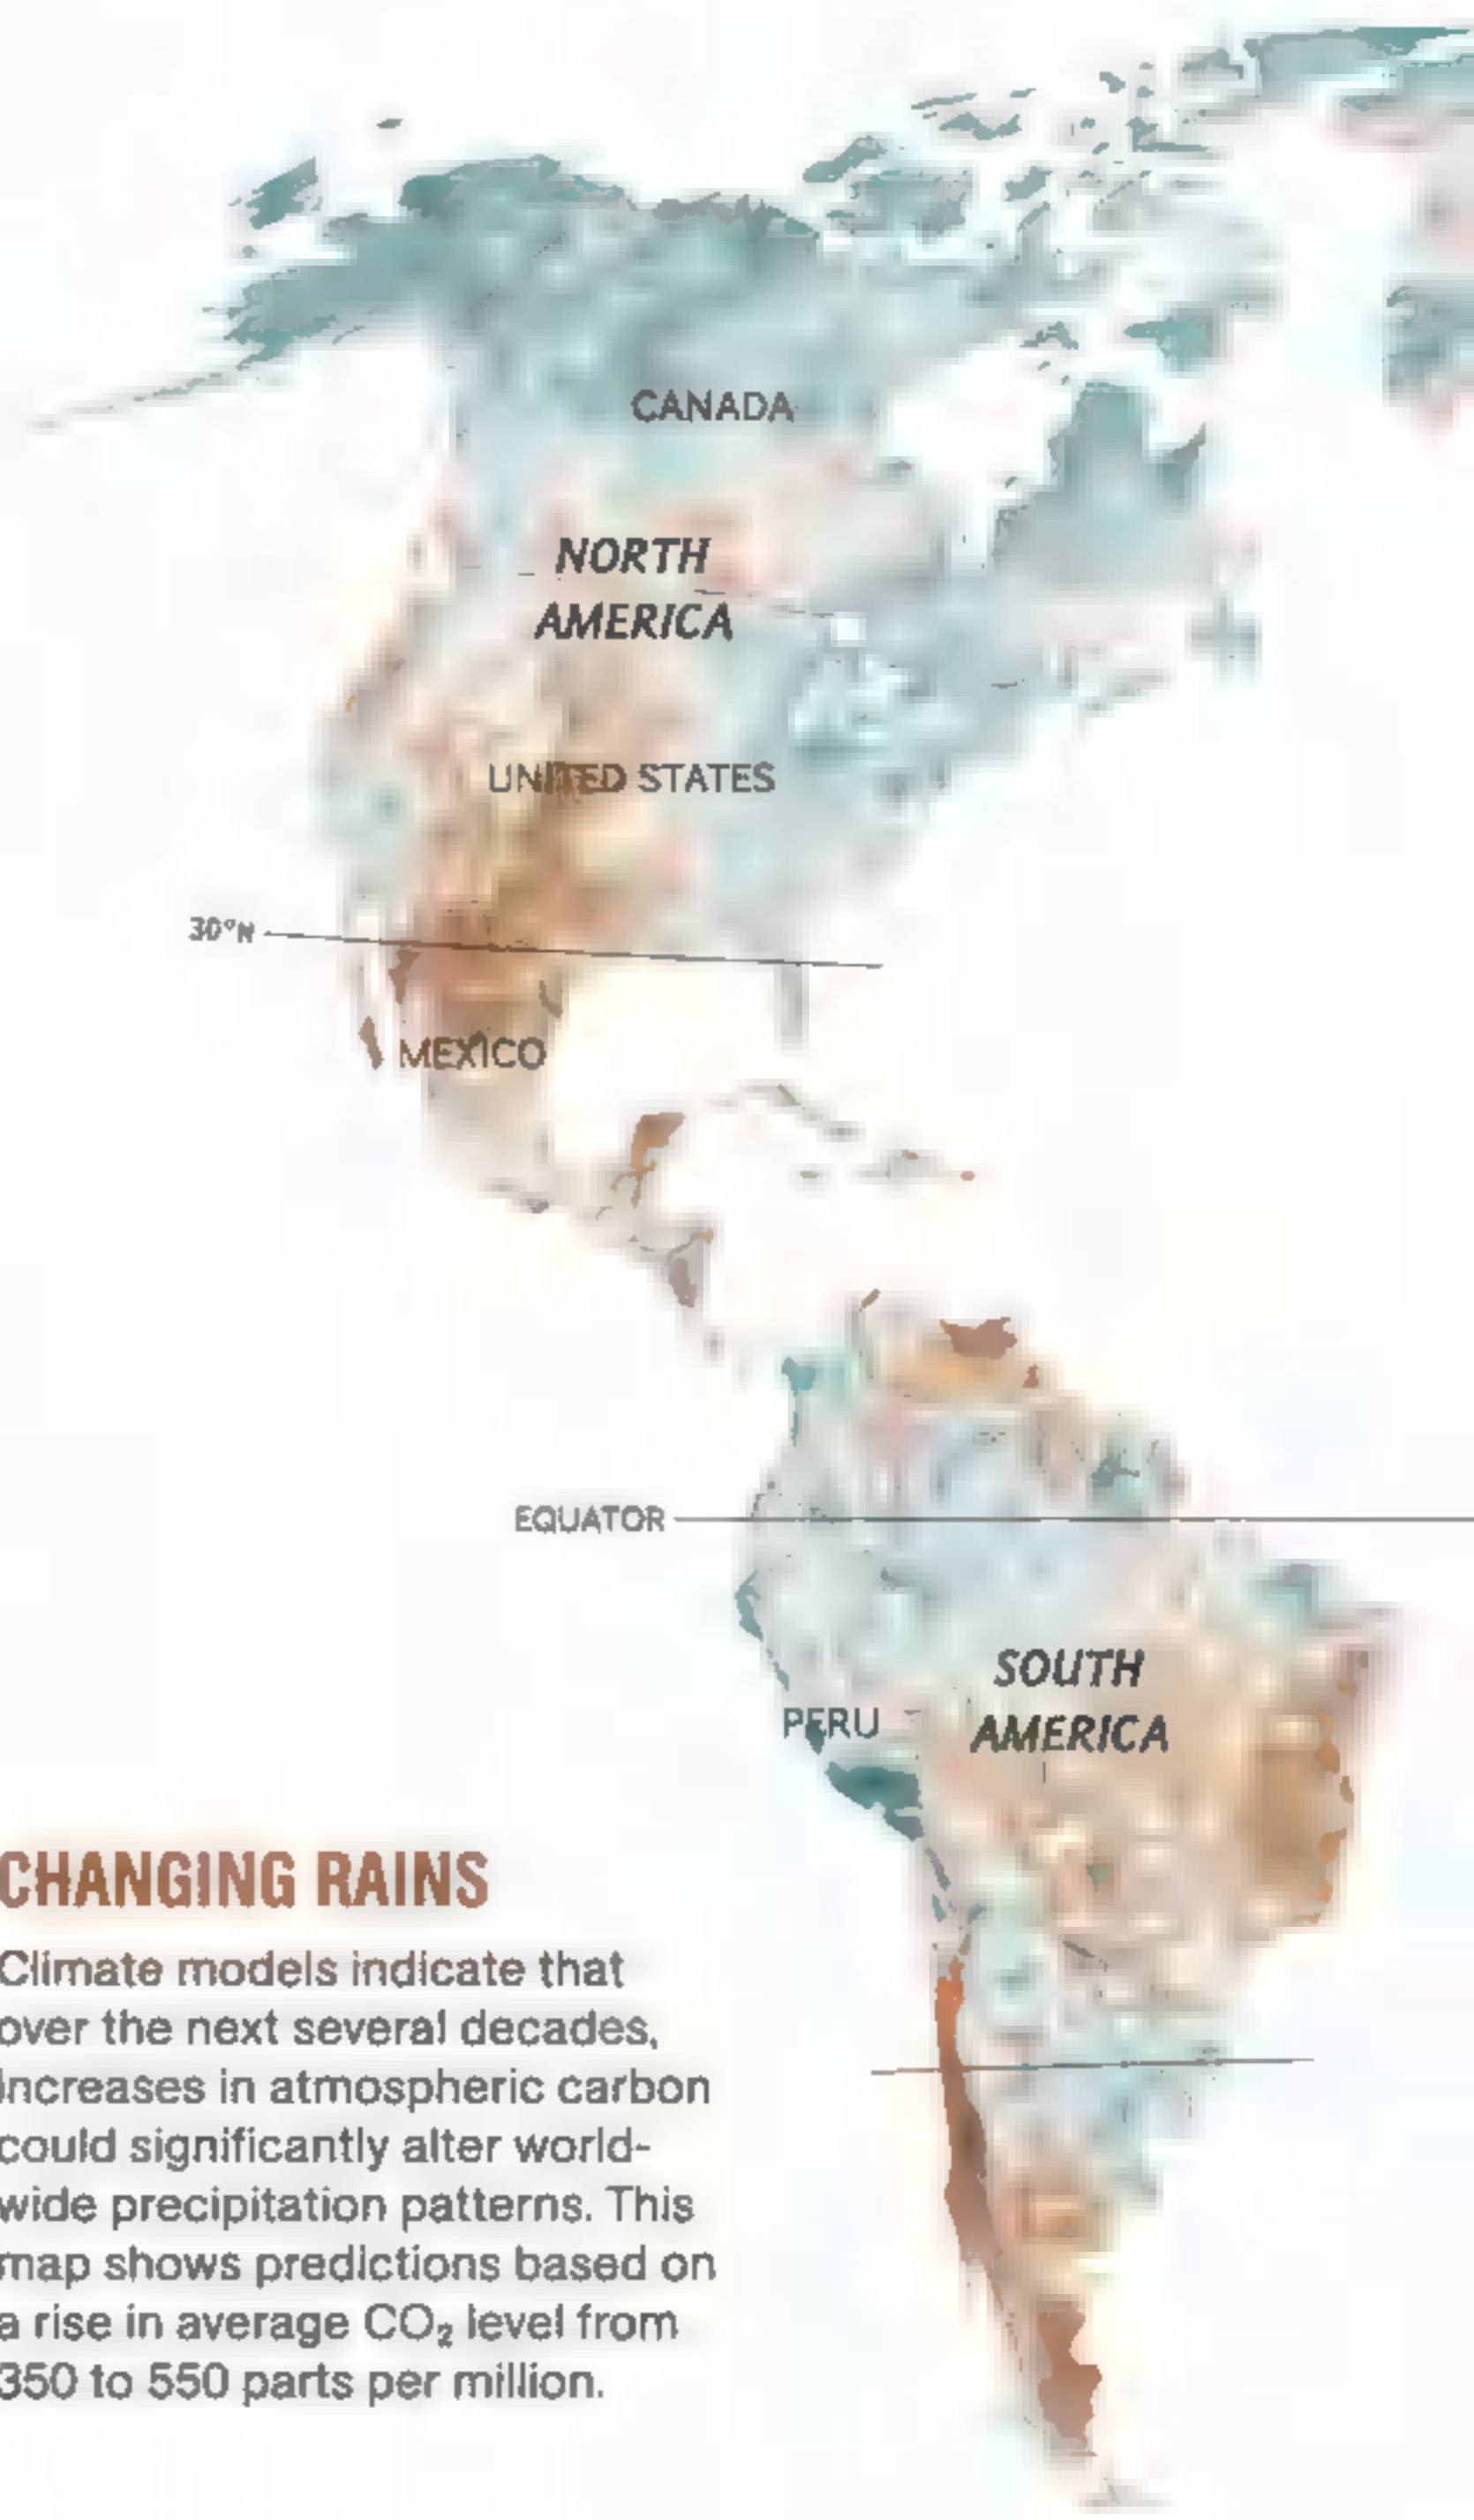 CANADA
NORTH
AMERICA
UNITED STATES
30°N
MEXICO
EQUATOR
SOUTH
AMERICA
PERU
CHANGING RAINS
Climate models indicate that
over the next several decades,
increases in atmospheric carbon
could significantly alter world-
wide precipitation patterns. This
map shows predictions based on
a rise in average CO₂ level from
350 to 550 parts per million.